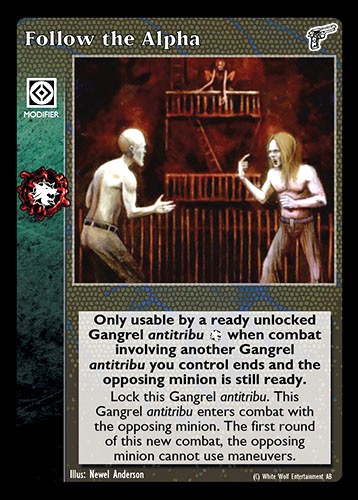 Follow the Alpha
MODIFIER
Only usable by a ready unlocked
Gangrel antitribu when combat
involving another Gangrel
antitribu you control ends and the
opposing minion is still ready.
Lock this Gangrel antitribu. This
Gangrel antitribu enters combat with
the opposing minion. The first round
of this new combat, the opposing
minion cannot use maneuvers.
Illus: Newel Anderson
(C) White Wolf Entertainment AB